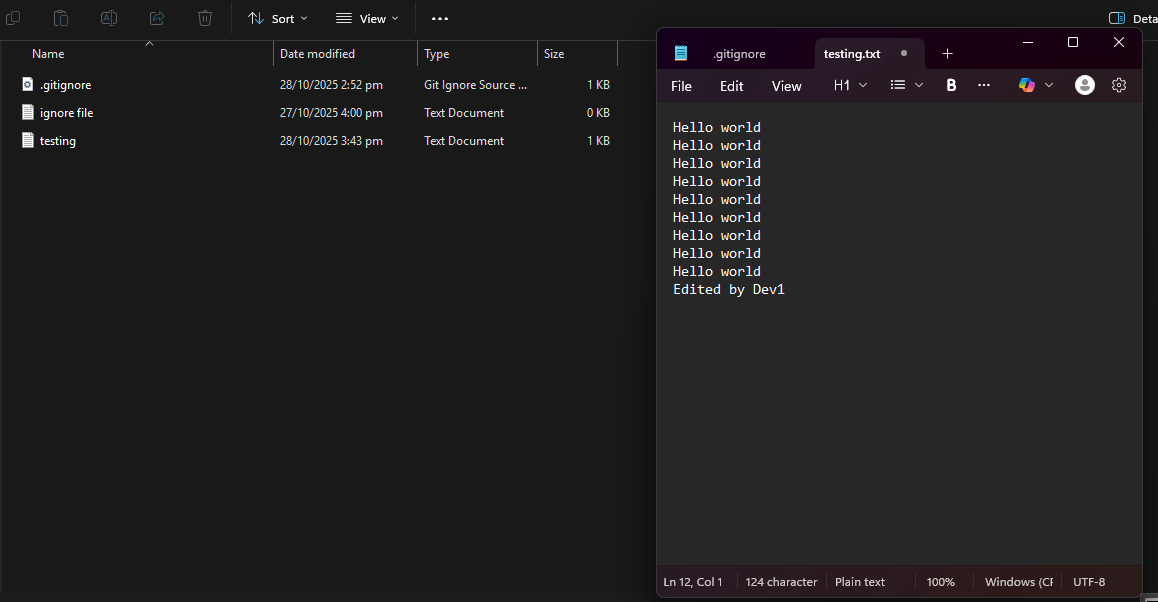 Sort
View
Deta
Name
Date modified
Type
Size
.gitignore
28/10/2025 2:52 pm
Git Ignore Source ...
1 KB
ignore file
27/10/2025 4:00 pm
Text Document
0 KB
testing
28/10/2025 3:43 pm
Text Document
1 KB
.gitignore
testing.txt
File
Edit
View
H1
B
Hello world
Hello world
Hello world
Hello world
Hello world
Hello world
Hello world
Hello world
Hello world
Edited by Dev1
Ln 12, Col 1
124 character
Plain text
100%
Windows (CF
UTF-8